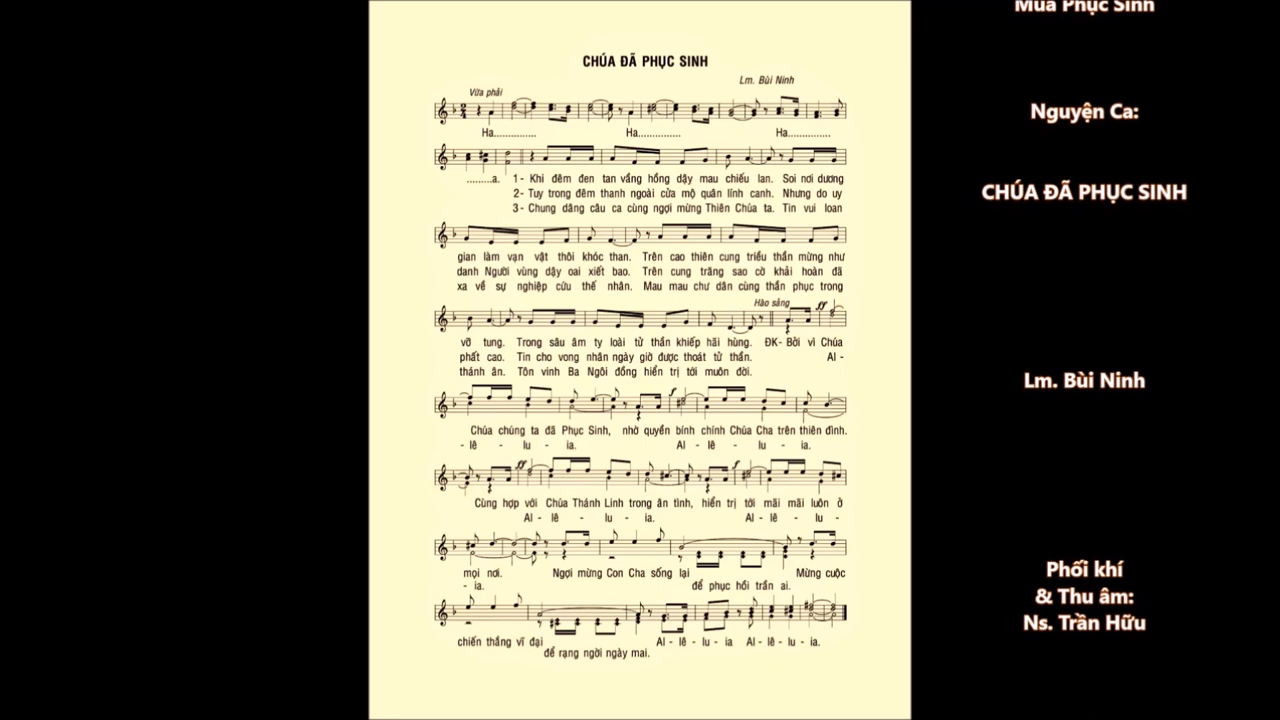 CHÚA ĐÃ PHỤC SINH
Lm. Bùi Ninh
Vừa phải
Ha.............. Ha.............. Ha..............
.........a. 1- Khi đêm đen tan vầng hồng dậy mau chiếu lan. Soi nơi dương
2- Tuy trong đêm thanh ngoài cửa mộ quân lính canh. Nhưng do uy
3- Chung dâng câu ca cùng ngợi mừng Thiên Chúa ta. Tin vui loan
gian làm vạn vật thôi khóc than. Trên cao thiên cung triều thần mừng như
danh Người vùng dậy oai xiết bao. Trên cung trăng sao cờ khải hoàn đã
xa về sự nghiệp cứu thế nhân. Mau mau chư dân cùng thần phục trong
Hào sảng
ff
vỡ tung. Trong sâu âm ty loài tử thần khiếp hãi hùng. ĐK- Bởi vì Chúa
phất cao. Tin cho vong nhân ngày giờ được thoát tử thần. Al -
thánh ân. Tôn vinh Ba Ngôi đồng hiển trị tới muôn đời.
f
Chúa chúng ta đã Phục Sinh, nhờ quyền bính chính Chúa Cha trên thiên đình.
- lê - lu - ia. Al - lê - lu - ia.
ff f
Cùng hợp với Chúa Thánh Linh trong ân tình, hiển trị tới mãi mãi luôn ở
Al - lê - lu - ia. Al - lê - lu -
mọi nơi. Ngợi mừng Con Cha sống lại Mừng cuộc
- ia. để phục hồi trần ai.
chiến thắng vĩ đại Al - lê - lu - ia Al - lê - lu - ia.
để rạng ngời ngày mai.
Mùa Phục Sinh
Nguyện Ca:
CHÚA ĐÃ PHỤC SINH
Lm. Bùi Ninh
Phối khí
& Thu âm:
Ns. Trần Hữu